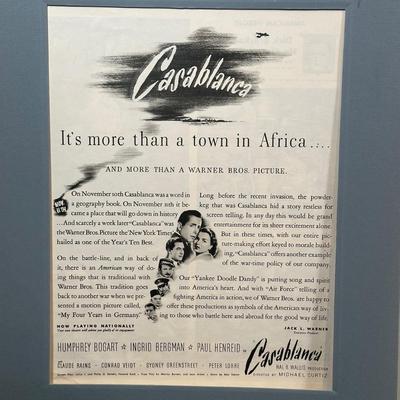 Casablanca
It's more than a town in Africa....
AND MORE THAN A WARNER BROS. PICTURE.
On November 10th Casablanca was a word in
a geography book. On November 11th it be-
came a place that will go down in history
...And scarcely a week later "Casablanca" was
the Warner Bros. Picture the New York Times
hailed as one of the Year's Ten Best.
On the battle-line, and in back of
it, there is an American way of do-
ing things that is traditional with
Warner Bros. This tradition goes
back to another war when we pre-
sented a motion picture called,
"My Four Years in Germany."
Long before the recent invasion, the powder-
keg that was Casablanca hid a story restless for
screen telling. In any day this would be grand
entertainment for its sheer excitement alone.
But in these times, with our entire pic-
ture-making effort keyed to morale build-
ing, "Casablanca" offers another example
of the war-time policy of our company.
Our "Yankee Doodle Dandy" is putting song and spirit
into America's heart. And with "Air Force" telling of a
fighting America in action, we of Warner Bros. are happy to
offer these productions as symbols of the American way of liv-
ing to those who battle here and abroad for the good way of life.
NOW PLAYING NATIONALLY
JACK L. WARNER
Executive Producer
HUMPHREY BOGART • INGRID BERGMAN • PAUL HENREID in Casablanca
with CLAUDE RAINS • CONRAD VEIDT • SYDNEY GREENSTREET • PETER LORRE
A HAL B. WALLIS PRODUCTION
DIRECTED BY MICHAEL CURTIZ